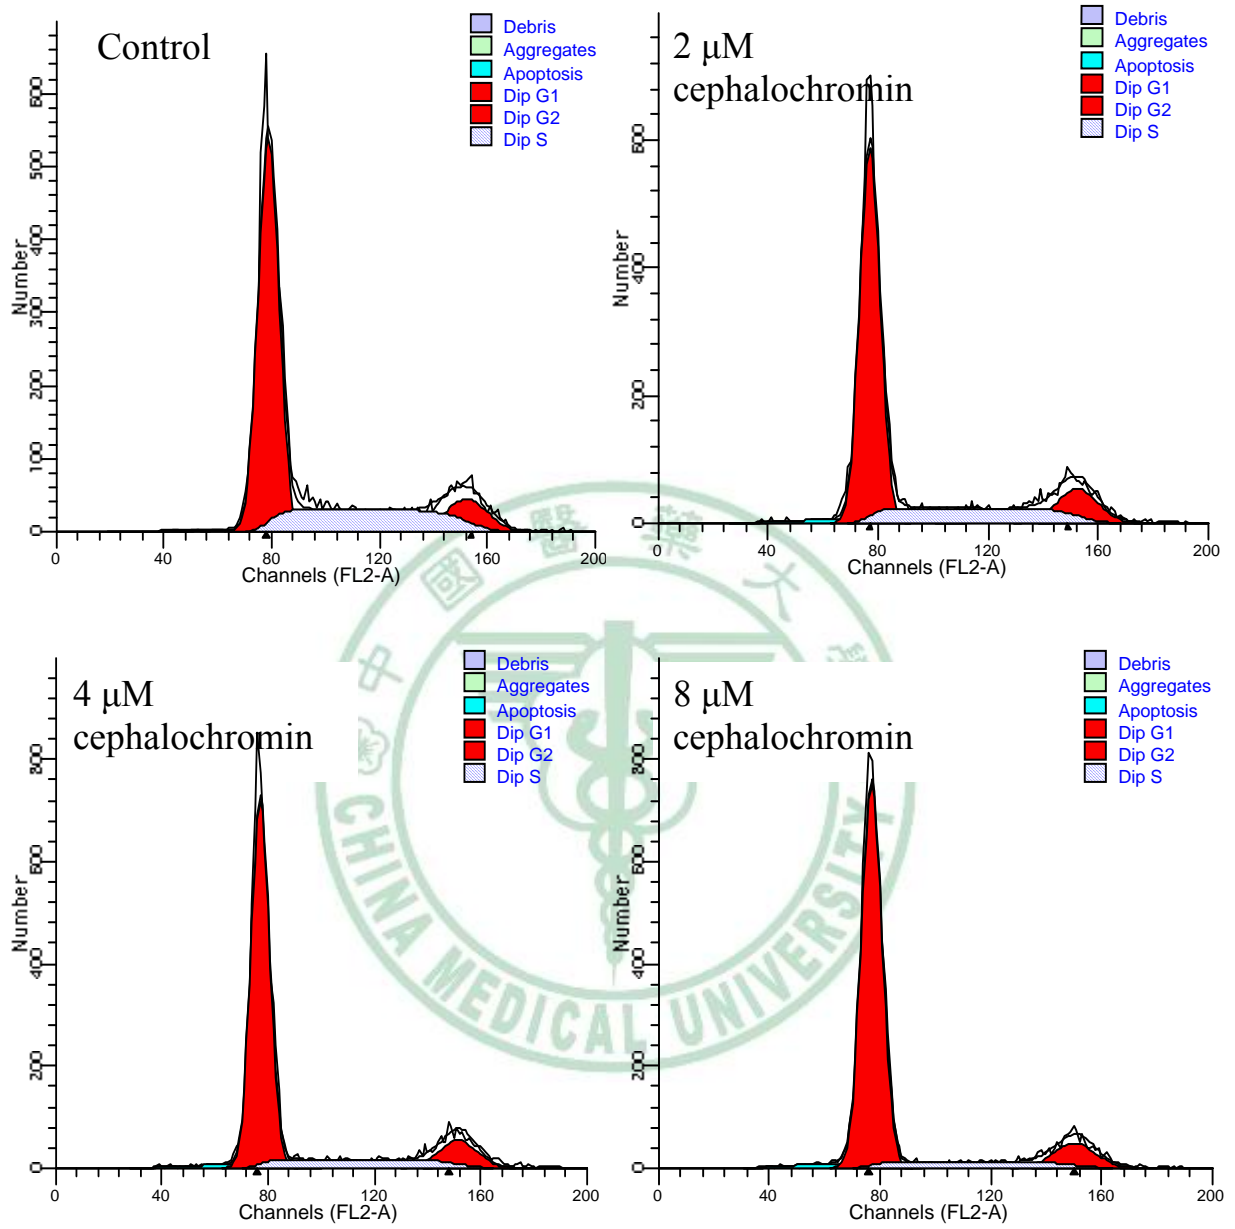 Control
Debris
Aggregates
Apoptosis
Dip G1
Dip G2
Dip S
Number
0
100
200
300
400
500
600
0
40
80
120
160
200
Channels (FL2-A)
2 μM
cephalochromin
Debris
Aggregates
Apoptosis
Dip G1
Dip G2
Dip S
Number
0
200
400
600
0
40
80
120
160
200
Channels (FL2-A)
4 μM
cephalochromin
Debris
Aggregates
Apoptosis
Dip G1
Dip G2
Dip S
Number
0
200
400
600
800
0
40
80
120
160
200
Channels (FL2-A)
8 μM
cephalochromin
Debris
Aggregates
Apoptosis
Dip G1
Dip G2
Dip S
Number
0
200
400
600
800
0
40
80
120
160
200
Channels (FL2-A)
中國醫藥大
CHINA MEDICAL UNIVERSITY